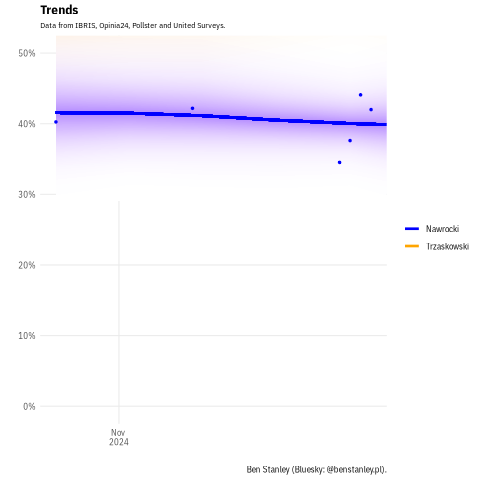 Trends
Data from IBRIS, Opinia24, Pollster and United Surveys.
50%
40%
30%
20%
10%
0%
Nov
2024
Nawrocki
Trzaskowski
Ben Stanley (Bluesky: @benstanley.pl).